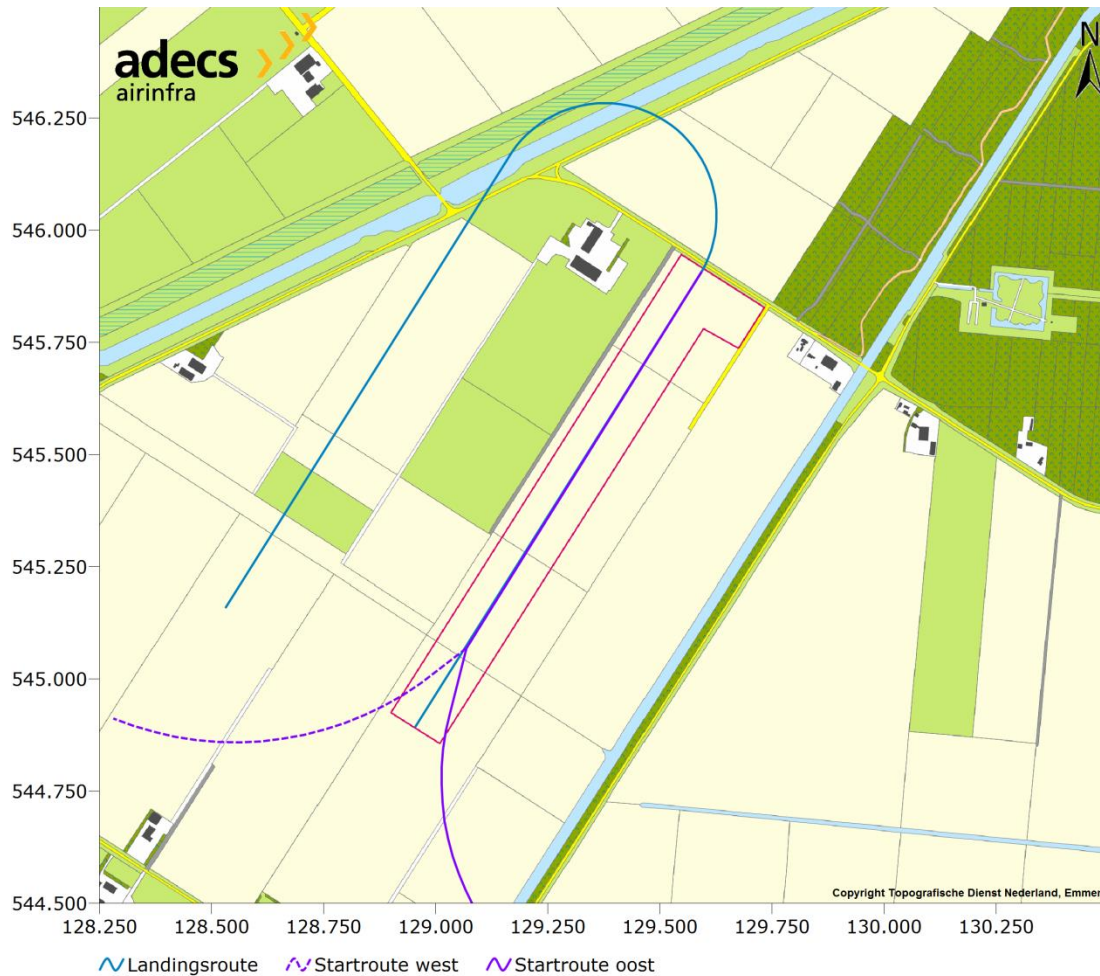 adecs
airinfra
N
546.250
546.000
545.750
545.500
545.250
545.000
544.750
544.500
Copyright Topografische Dienst Nederland, Emmen
128.250 128.500 128.750 129.000 129.250 129.500 129.750 130.000 130.250
Landingsroute Startroute west Startroute oost